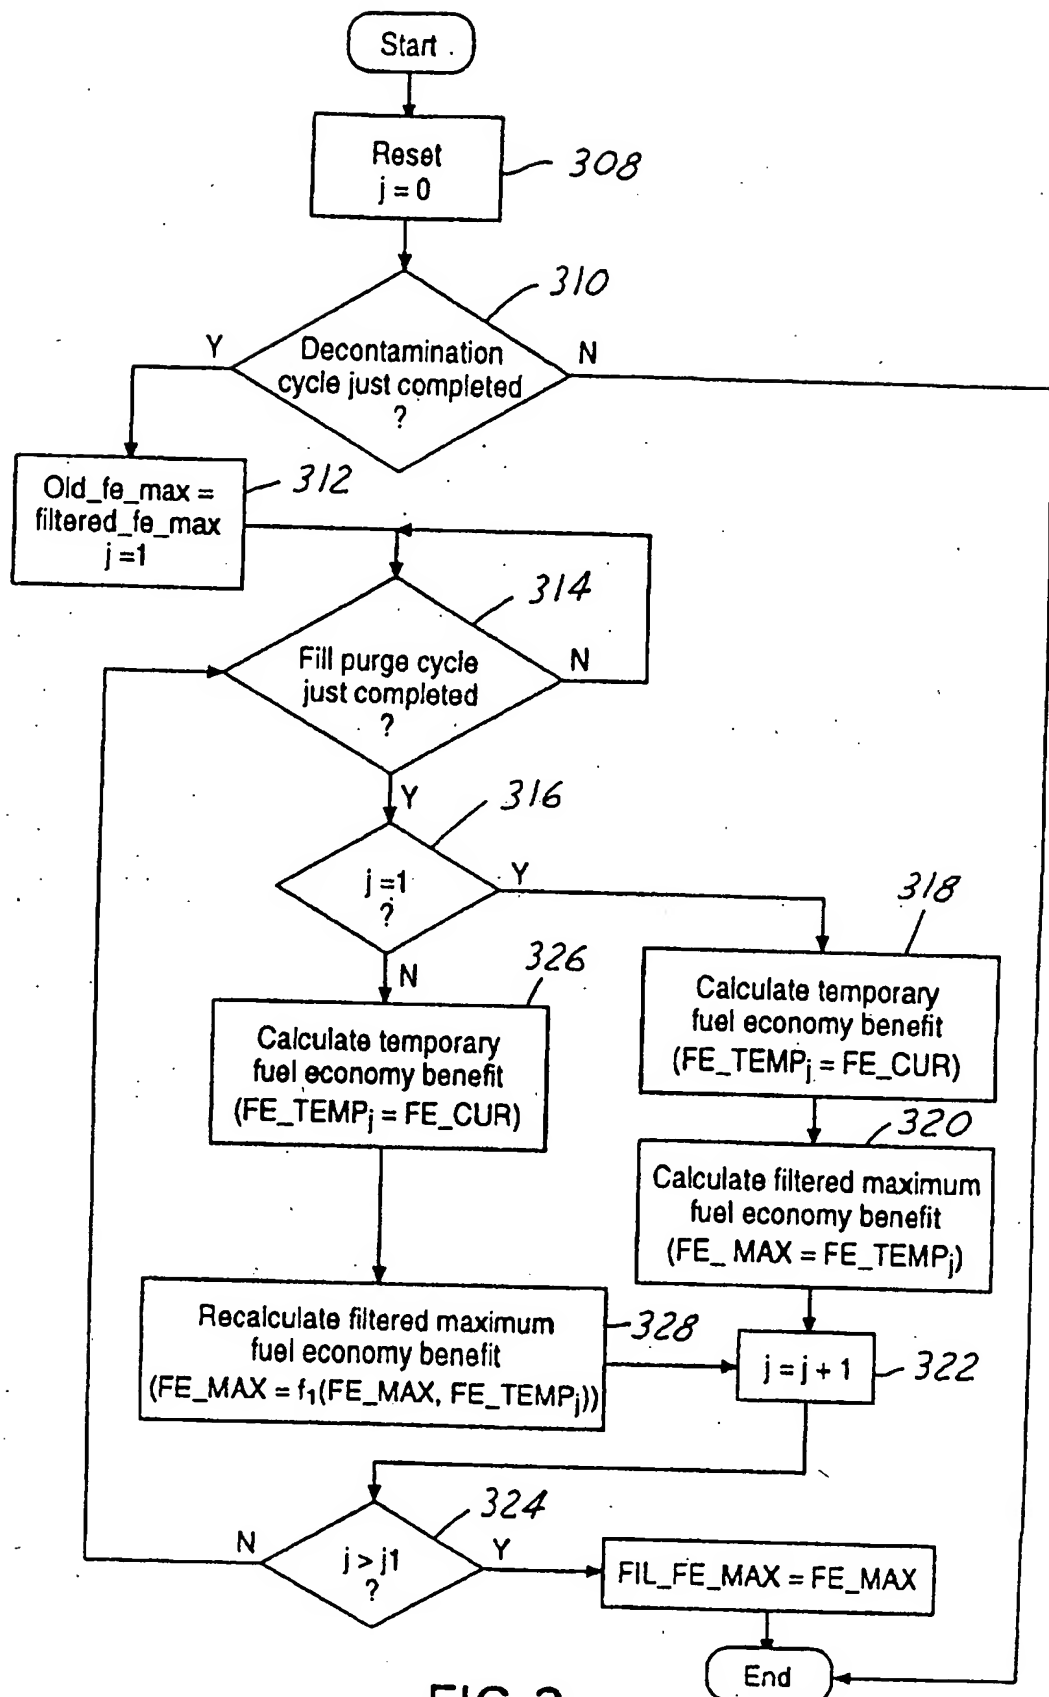 Start
Reset
j = 0
308
310
Decontamination
cycle just completed
?
Y
N
Old_fe_max =
filtered_fe_max
j =1
312
314
Fill purge cycle
just completed
?
N
Y
316
j =1
?
Y
N
318
326
Calculate temporary
fuel economy benefit
(FE_TEMPj = FE_CUR)
Calculate temporary
fuel economy benefit
(FE_TEMPj = FE_CUR)
320
Calculate filtered maximum
fuel economy benefit
(FE_ MAX = FE_TEMPj)
Recalculate filtered maximum
fuel economy benefit
(FE_MAX = f1(FE_MAX, FE_TEMPj))
328
j = j + 1
322
324
N
j > j1
?
Y
FIL_FE_MAX = FE_MAX
End